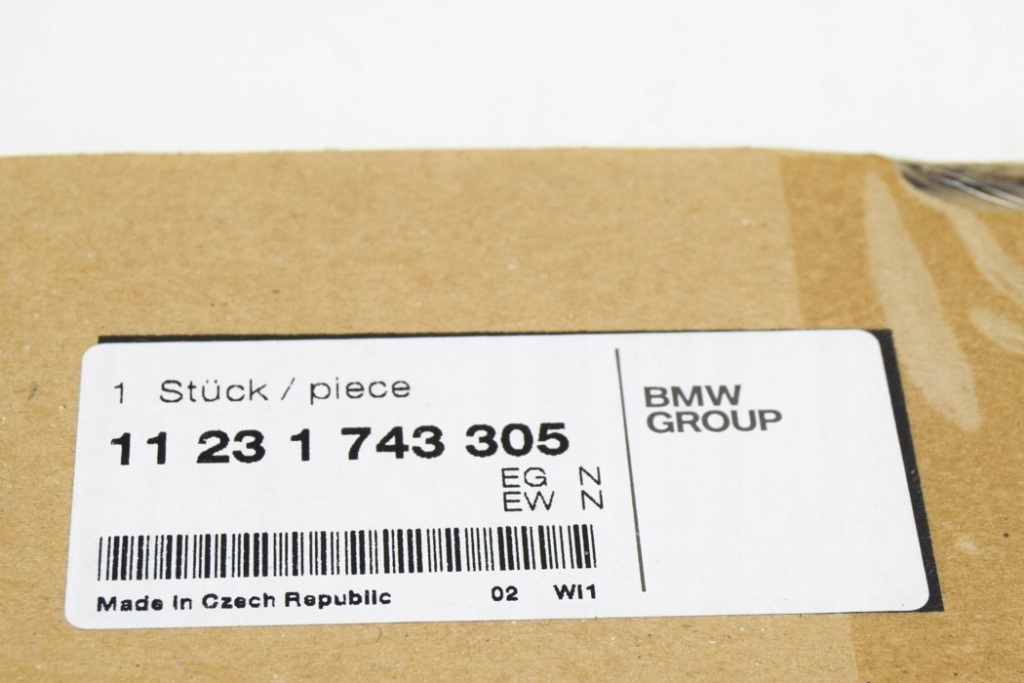 1 Stück / piece
11 23 1 743 305
EG N
EW N
Made in Czech Republic 02 WI1
BMW
GROUP